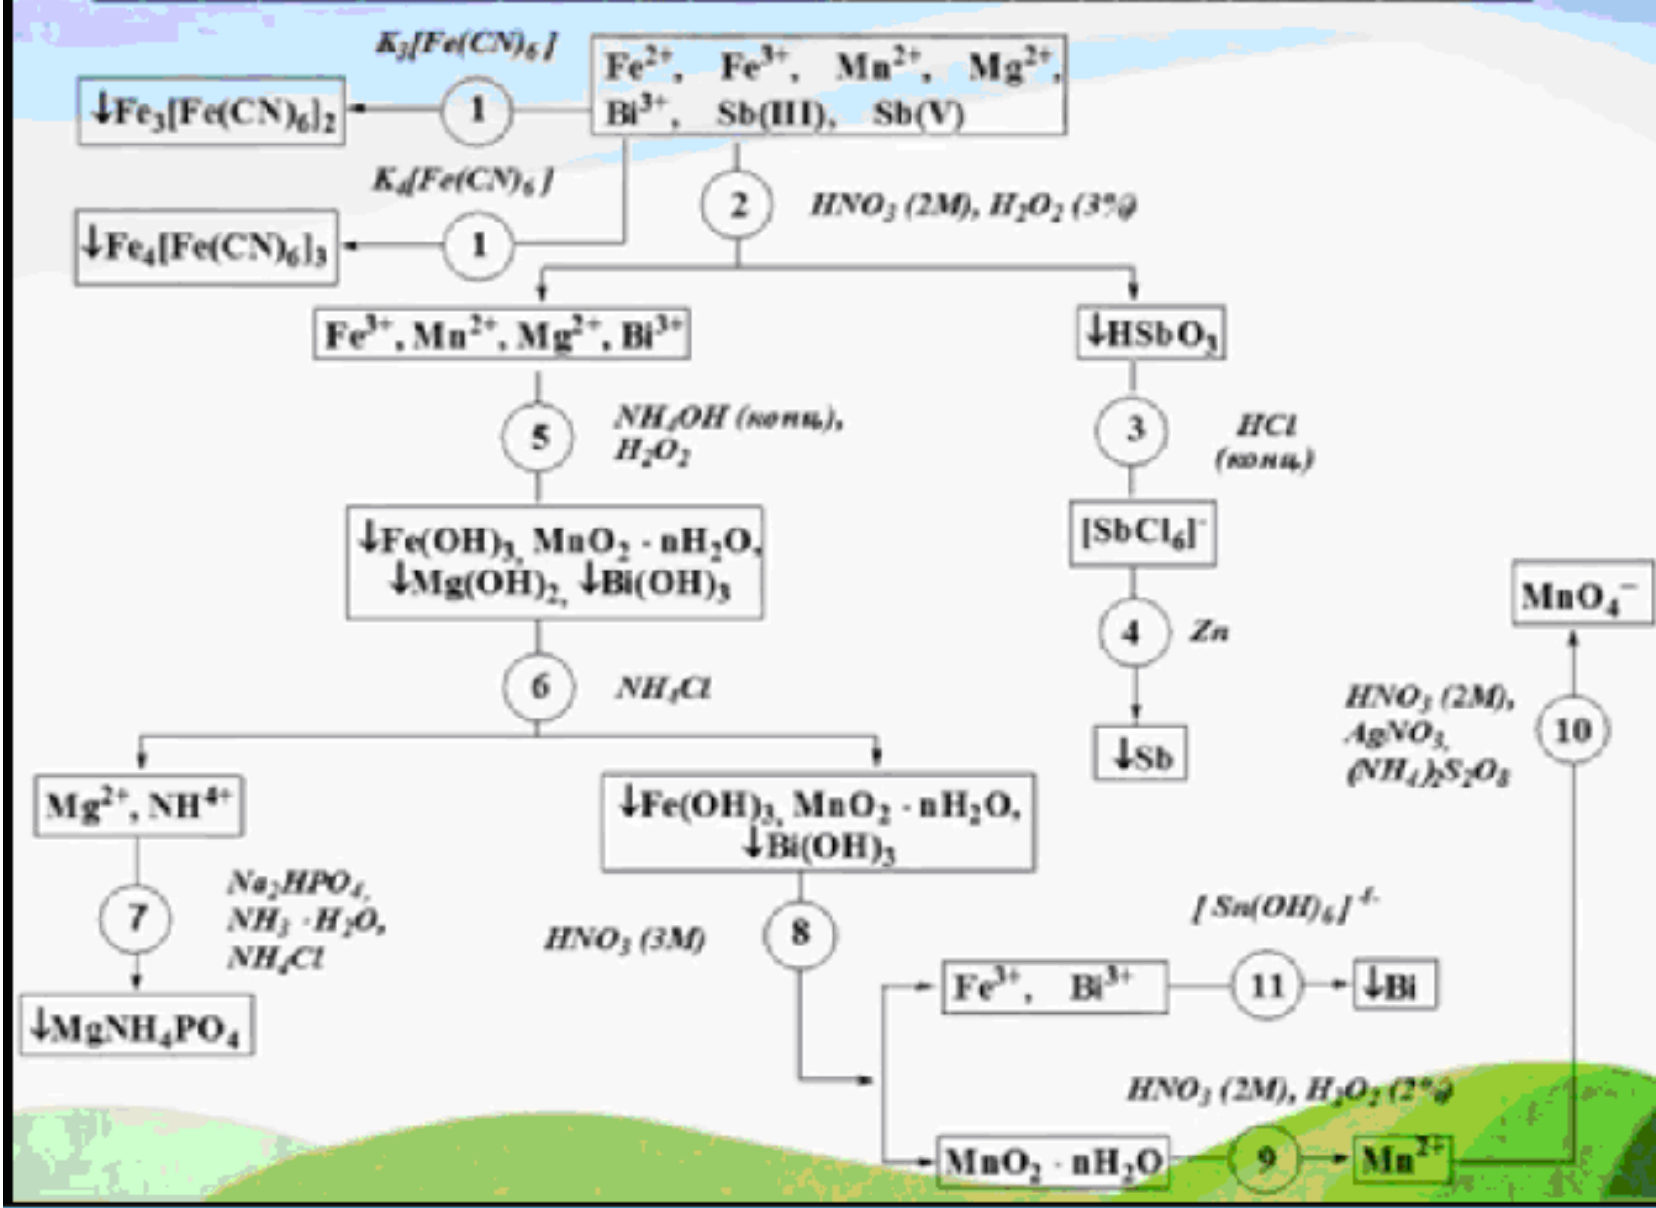 K₃[Fe(CN)₆]
Fe²⁺, Fe³⁺, Mn²⁺, Mg²⁺,
Bi³⁺, Sb(III), Sb(V)
↓Fe₃[Fe(CN)₆]₂
1
K₄[Fe(CN)₆]
↓Fe₄[Fe(CN)₆]₃
1
2
HNO₃ (2M), H₂O₂ (3%)
Fe³⁺, Mn²⁺, Mg²⁺, Bi³⁺
↓HSbO₃
5
NH₄OH (конц.),
H₂O₂
3
HCl
(конц.)
↓Fe(OH)₃, MnO₂ · nH₂O,
↓Mg(OH)₂, ↓Bi(OH)₃
[SbCl₆]⁻
4
Zn
↓Sb
6
NH₄Cl
MnO₄⁻
HNO₃ (2M),
AgNO₃,
(NH₄)₂S₂O₈
10
Mg²⁺, NH⁴⁺
↓Fe(OH)₃, MnO₂ · nH₂O,
↓Bi(OH)₃
7
Na₂HPO₄,
NH₃ · H₂O,
NH₄Cl
↓MgNH₄PO₄
HNO₃ (3M)
8
Fe³⁺, Bi³⁺
[Sn(OH)₆]⁴⁻
11
↓Bi
HNO₃ (2M), H₂O₂ (2%)
MnO₂ · nH₂O
9
Mn²⁺